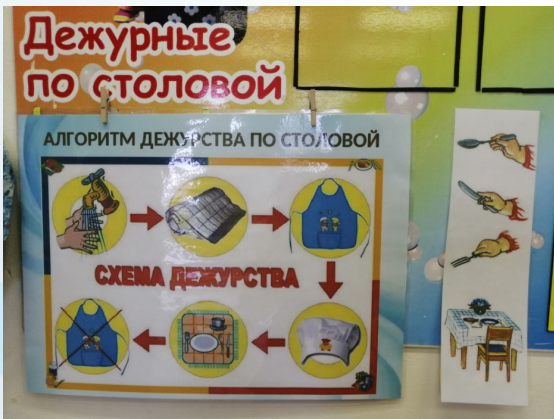 Дежурные
по столовой
АЛГОРИТМ ДЕЖУРСТВА ПО СТОЛОВОЙ
СХЕМА ДЕЖУРСТВА